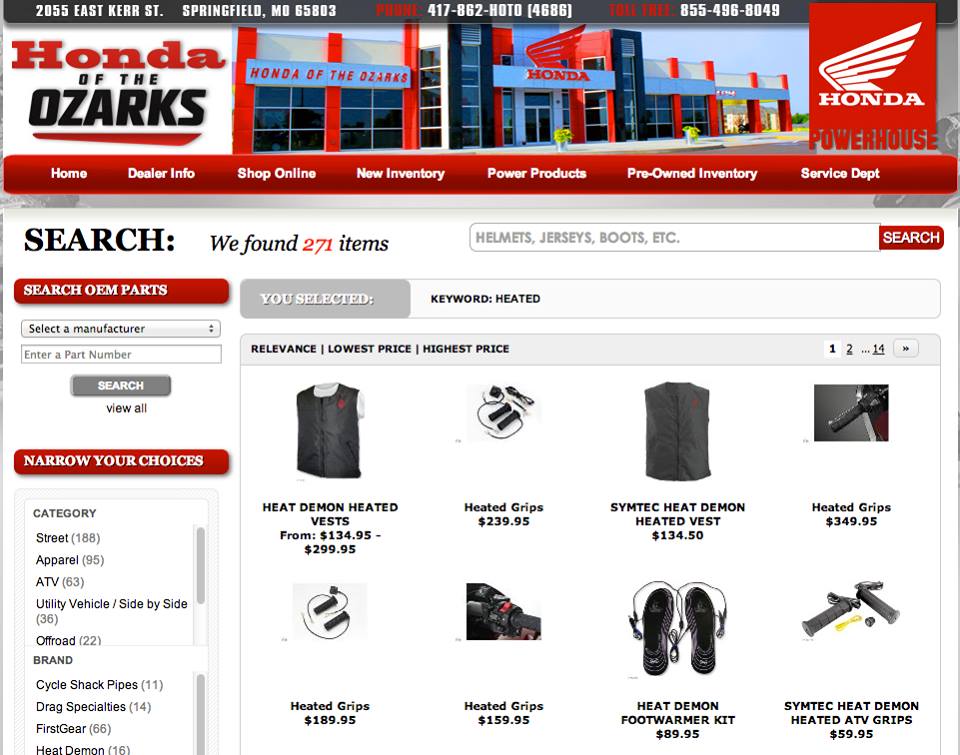 2055 EAST KERR ST. SPRINGFIELD, MO 65803 PHONE: 417-862-HOTO (4686) TOLL FREE: 855-496-8049
Honda
OF THE
OZARKS
HONDA OF THE OZARKS
HONDA
HONDA
POWERHOUSE
Home Dealer Info Shop Online New Inventory Power Products Pre-Owned Inventory Service Dept
SEARCH: We found 271 items
HELMETS, JERSEYS, BOOTS, ETC. SEARCH
SEARCH OEM PARTS
Select a manufacturer
Enter a Part Number
SEARCH
view all
NARROW YOUR CHOICES
CATEGORY
Street (188)
Apparel (95)
ATV (63)
Utility Vehicle / Side by Side
(36)
Offroad (22)
BRAND
Cycle Shack Pipes (11)
Drag Specialties (14)
FirstGear (66)
Heat Demon (16)
YOU SELECTED: KEYWORD: HEATED
RELEVANCE | LOWEST PRICE | HIGHEST PRICE 1 2 ... 14 »
HEAT DEMON HEATED
VESTS
From: $134.95 -
$299.95
Heated Grips
$239.95
SYMTEC HEAT DEMON
HEATED VEST
$134.50
Heated Grips
$349.95
Heated Grips
$189.95
Heated Grips
$159.95
HEAT DEMON
FOOTWARMER KIT
$89.95
SYMTEC HEAT DEMON
HEATED ATV GRIPS
$59.95